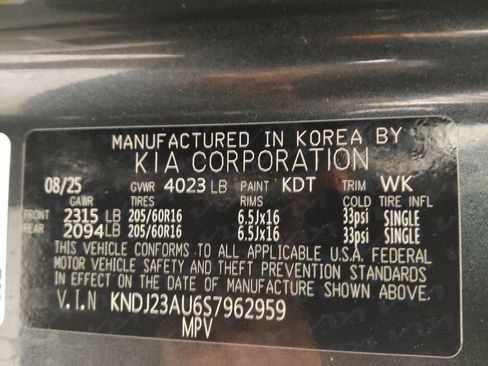 MANUFACTURED IN KOREA BY
KIA CORPORATION
08/25 GVWR 4023 LB PAINT KDT TRIM WK
GAWR TIRES RIMS COLD TIRE INFL
FRONT 2315 LB 205/60R16 6.5Jx16 33psi SINGLE
REAR 2094 LB 205/60R16 6.5Jx16 33psi SINGLE
THIS VEHICLE CONFORMS TO ALL APPLICABLE U.S.A. FEDERAL
MOTOR VEHICLE SAFETY AND THEFT PREVENTION STANDARDS
IN EFFECT ON THE DATE OF MANUFACTURE SHOWN ABOVE.
V.I.N KNDJ23AU6S7962959
MPV